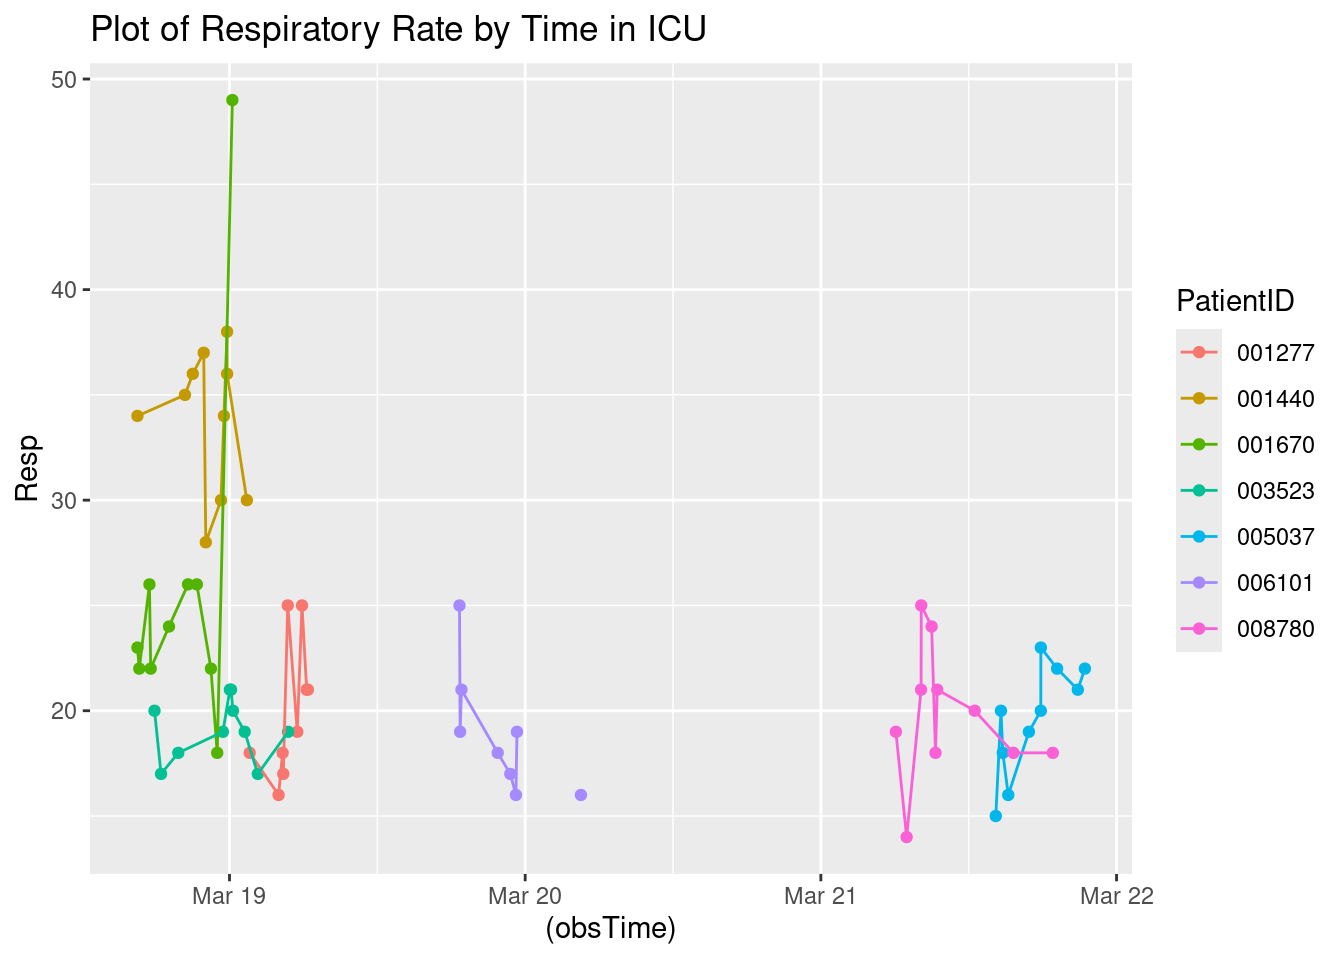 Plot of Respiratory Rate by Time in ICU
50
40
30
20
Resp
Mar 19
Mar 20
Mar 21
Mar 22
(obsTime)
PatientID
001277
001440
001670
003523
005037
006101
008780